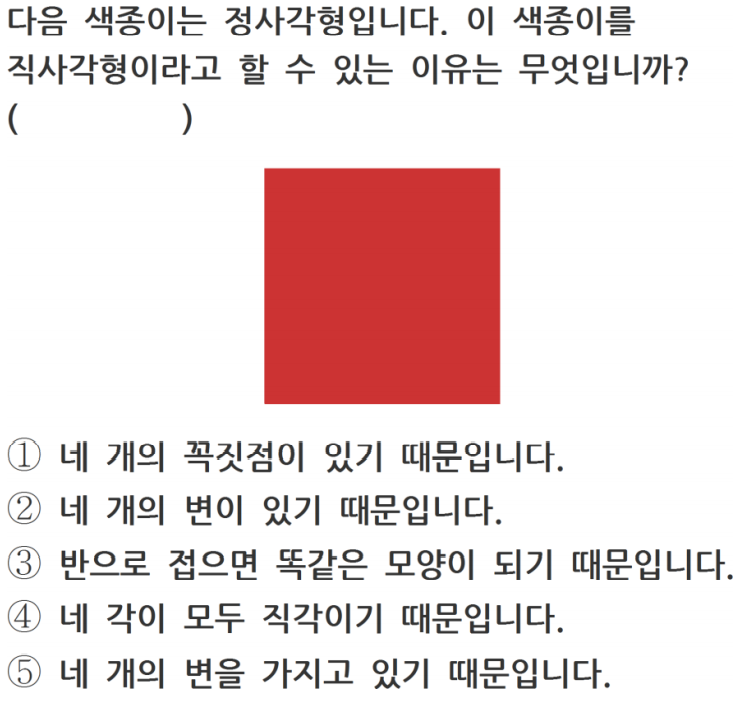 다음 색종이는 정사각형입니다. 이 색종이를
직사각형이라고 할 수 있는 이유는 무엇입니까?
(          )
① 네 개의 꼭짓점이 있기 때문입니다.
② 네 개의 변이 있기 때문입니다.
③ 반으로 접으면 똑같은 모양이 되기 때문입니다.
④ 네 각이 모두 직각이기 때문입니다.
⑤ 네 개의 변을 가지고 있기 때문입니다.